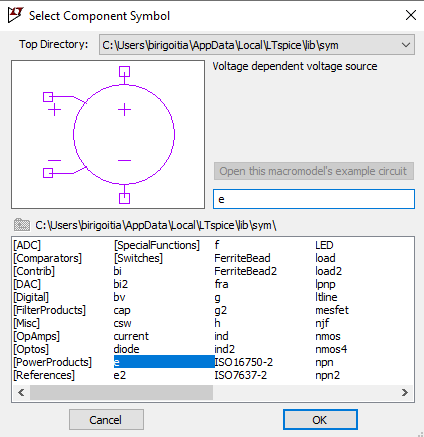 Select Component Symbol
Top Directory: C:\Users\birigoitia\AppData\Local\LTspice\lib\sym
Voltage dependent voltage source
Open this macromodel's example circuit
e
C:\Users\birigoitia\AppData\Local\LTspice\lib\sym\
[ADC] [SpecialFunctions] f LED
[Comparators] [Switches] FerriteBead load
[Contrib] bi FerriteBead2 load2
[DAC] bi2 fra lpnp
[Digital] bv g ltline
[FilterProducts] cap g2 mesfet
[Misc] csw h njf
[OpAmps] current ind nmos
[Optos] diode ind2 nmos4
[PowerProducts] e ISO16750-2 npn
[References] e2 ISO7637-2 npn2
Cancel OK